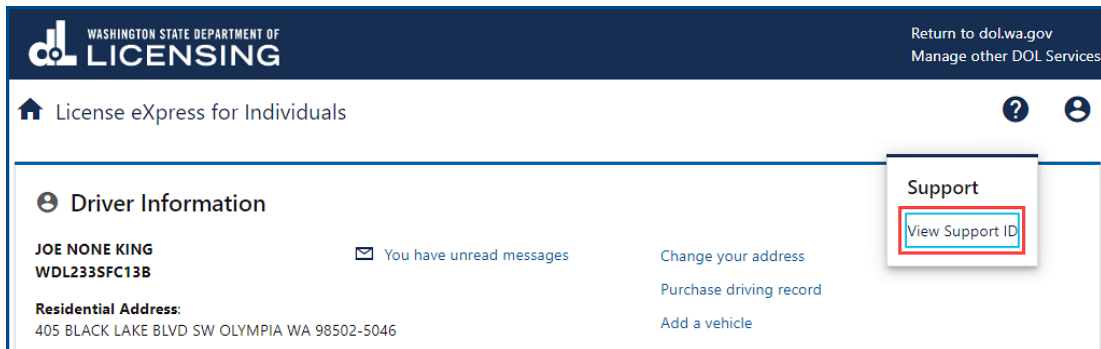 WASHINGTON STATE DEPARTMENT OF
LICENSING
Return to dol.wa.gov
Manage other DOL Services
License eXpress for Individuals
?
Support
View Support ID
Driver Information
JOE NONE KING
WDL233SFC13B
You have unread messages
Change your address
Purchase driving record
Add a vehicle
Residential Address:
405 BLACK LAKE BLVD SW OLYMPIA WA 98502-5046